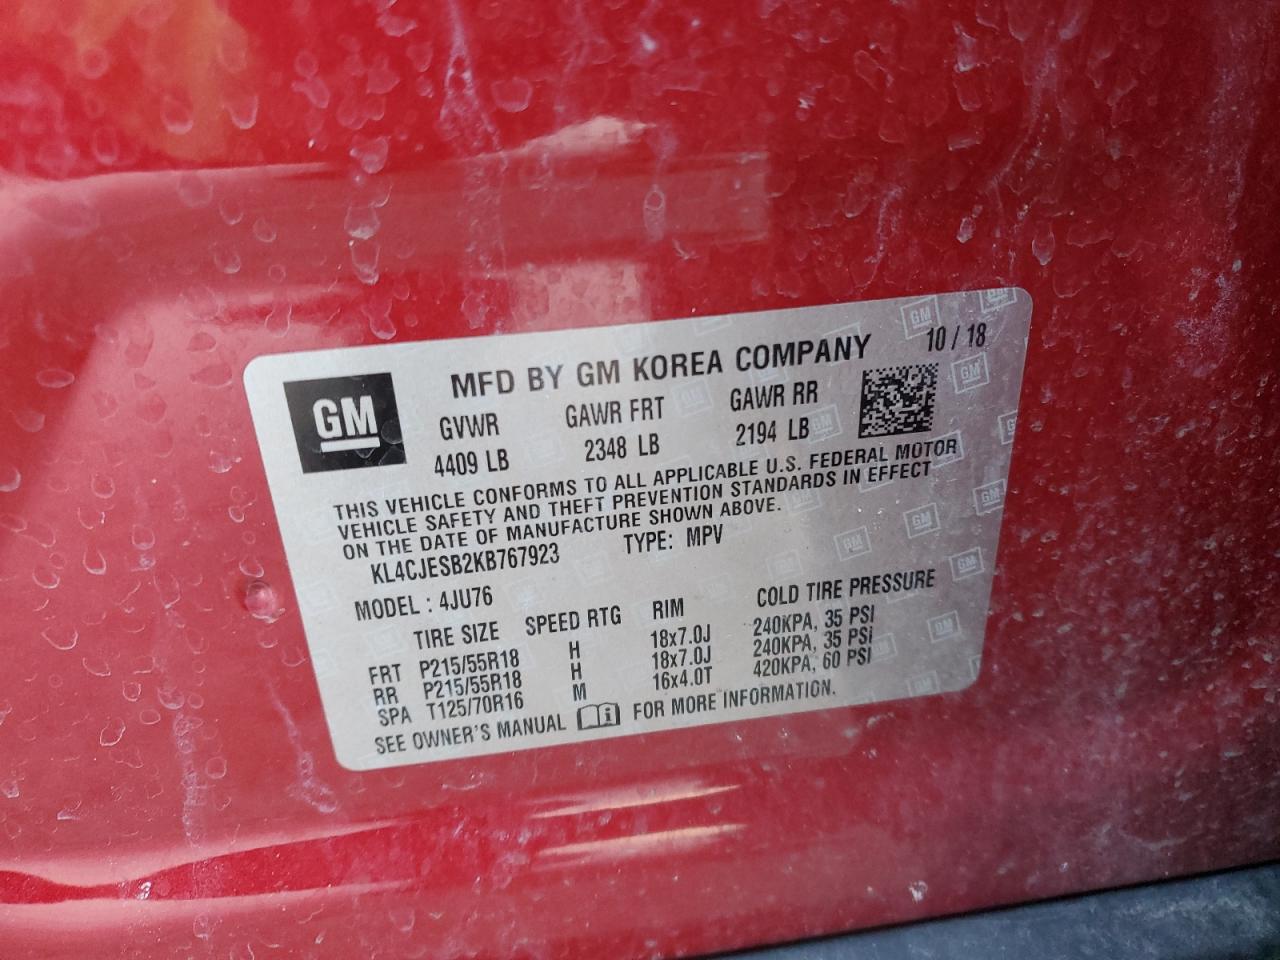 GM
MFD BY GM KOREA COMPANY 10 / 18
GVWR GAWR FRT GAWR RR
4409 LB 2348 LB 2194 LB
THIS VEHICLE CONFORMS TO ALL APPLICABLE U.S. FEDERAL MOTOR
VEHICLE SAFETY AND THEFT PREVENTION STANDARDS IN EFFECT
ON THE DATE OF MANUFACTURE SHOWN ABOVE.
KL4CJESB2KB767923 TYPE: MPV
MODEL : 4JU76
TIRE SIZE SPEED RTG RIM COLD TIRE PRESSURE
FRT P215/55R18 H 18x7.0J 240KPA, 35 PSI
RR P215/55R18 H 18x7.0J 240KPA, 35 PSI
SPA T125/70R16 M 16x4.0T 420KPA, 60 PSI
SEE OWNER'S MANUAL i FOR MORE INFORMATION.